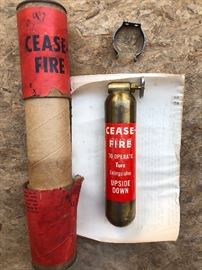 CEASE-
FIRE
CEASE-
FIRE
TO OPERATE
Turn
Extinguisher
UPSIDE
DOWN